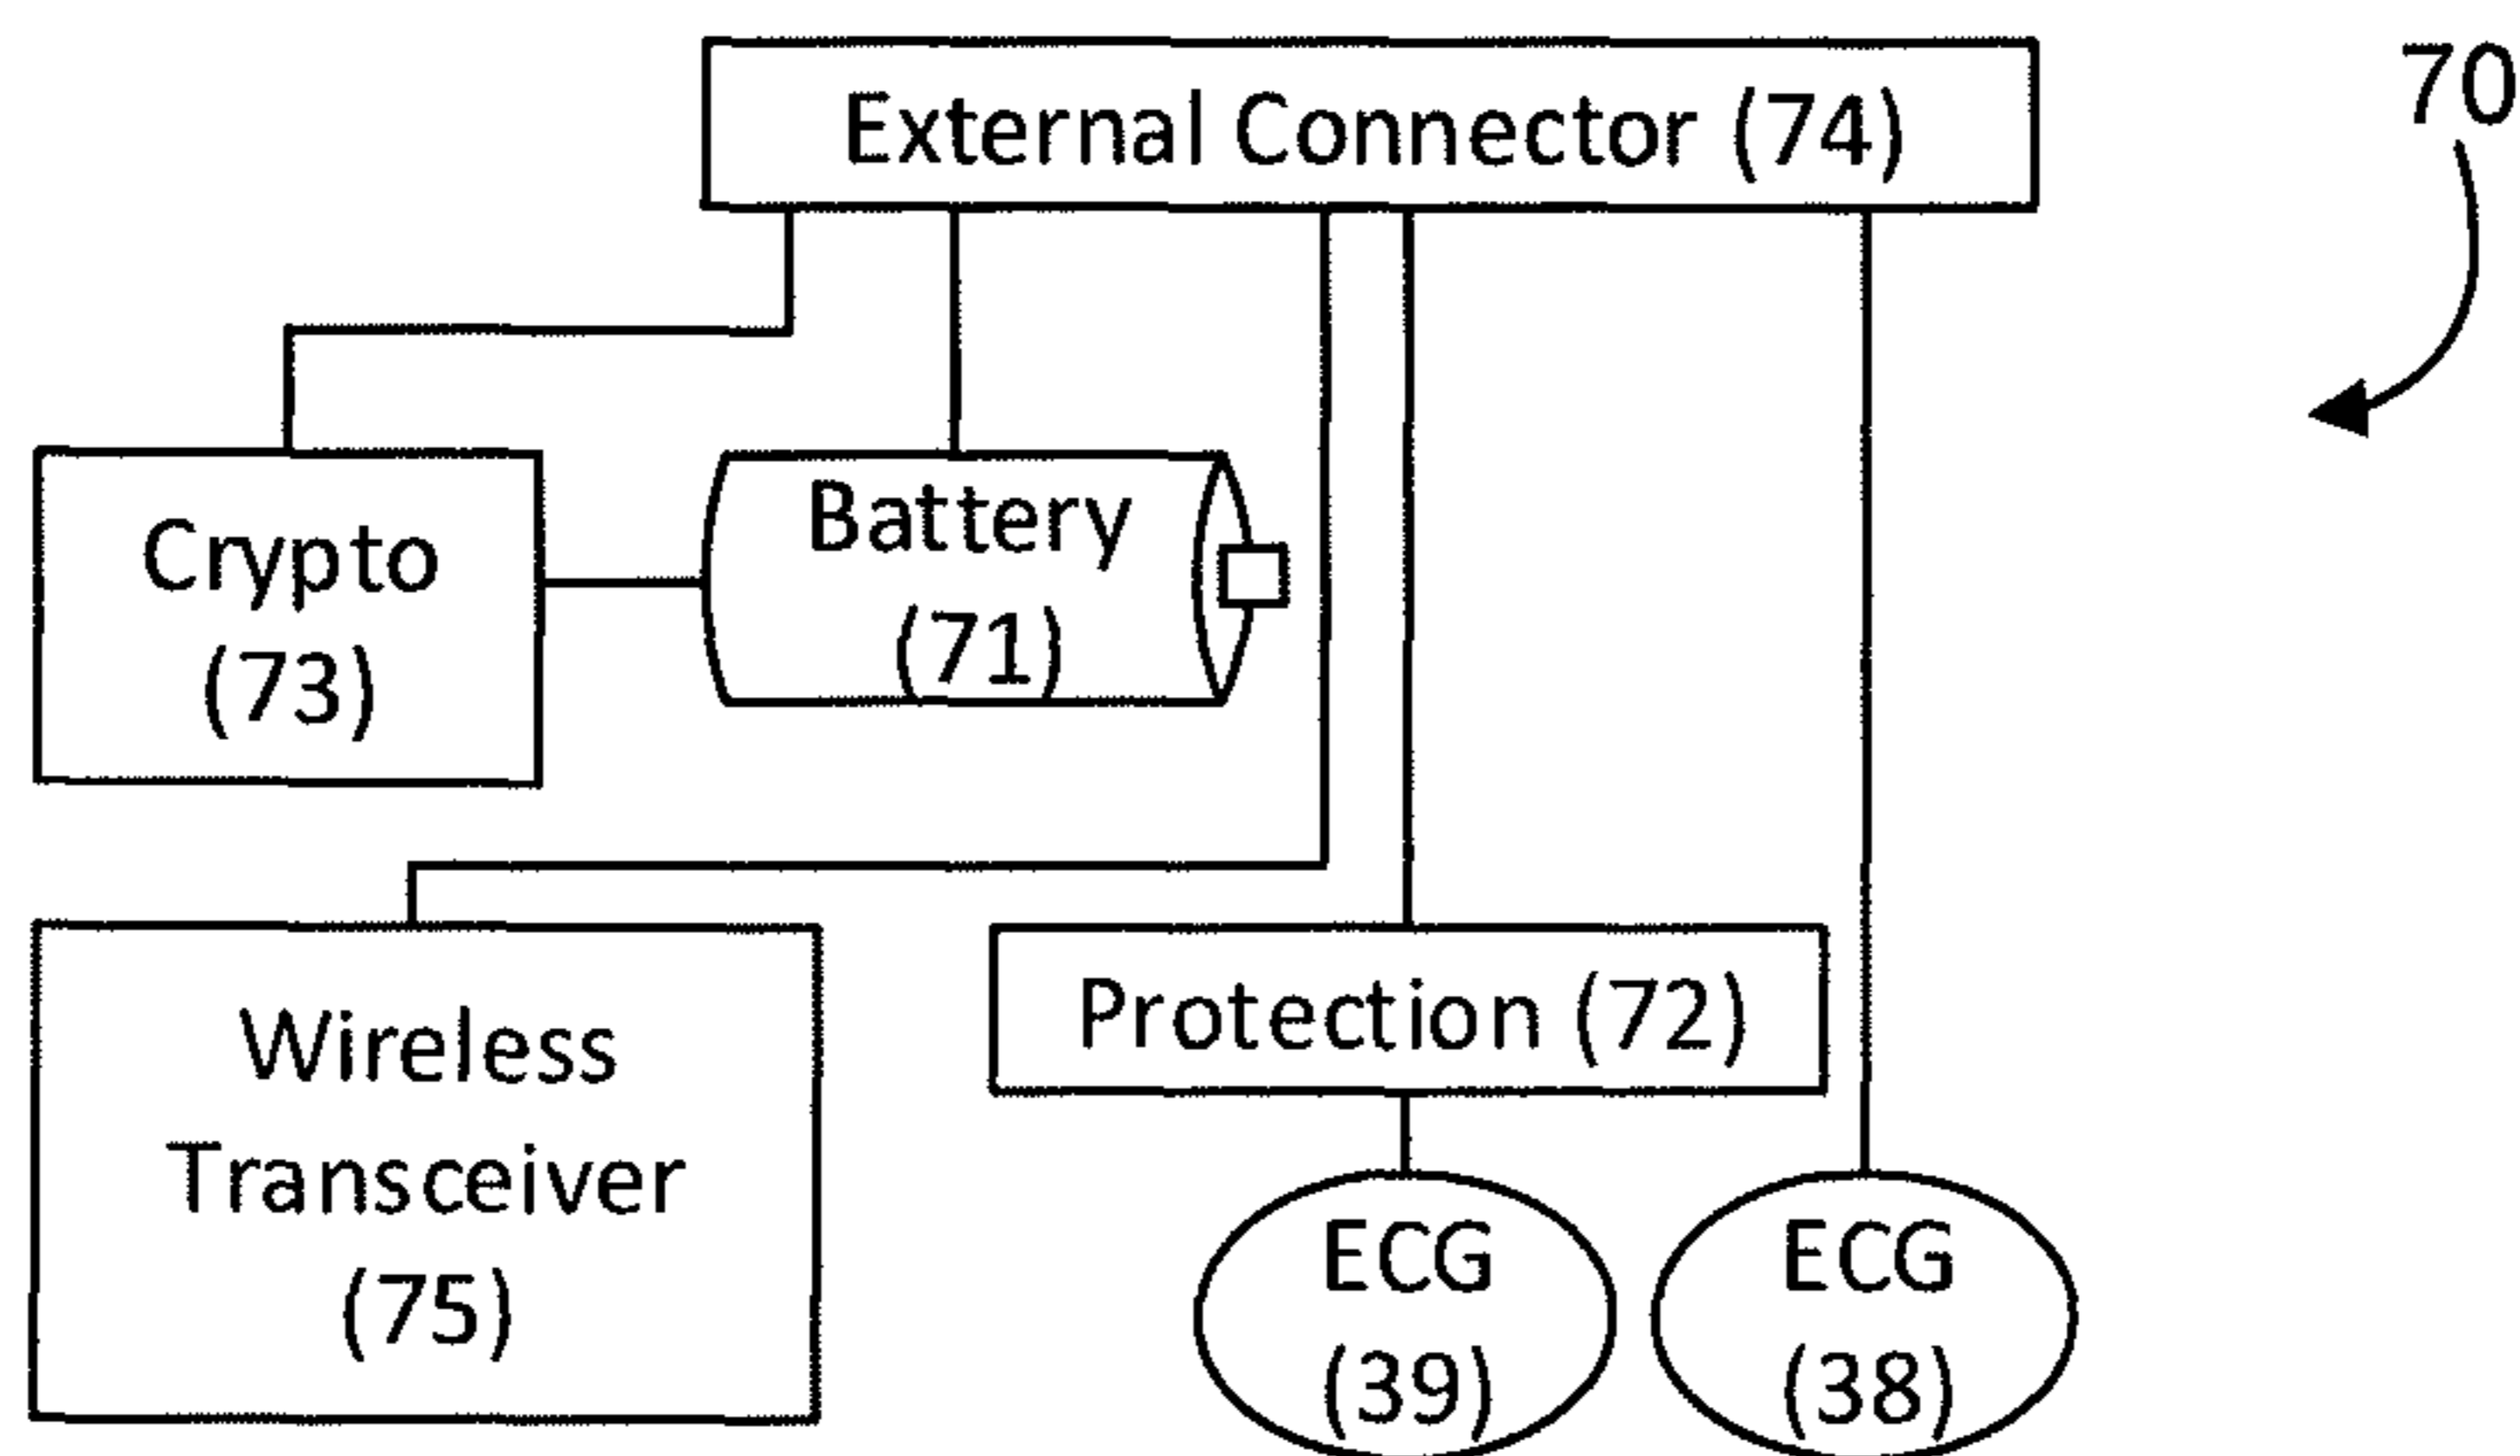 External Connector (74)
70
Crypto
(73)
Battery
(71)
Wireless
Transceiver
(75)
Protection (72)
ECG
(39)
ECG
(38)